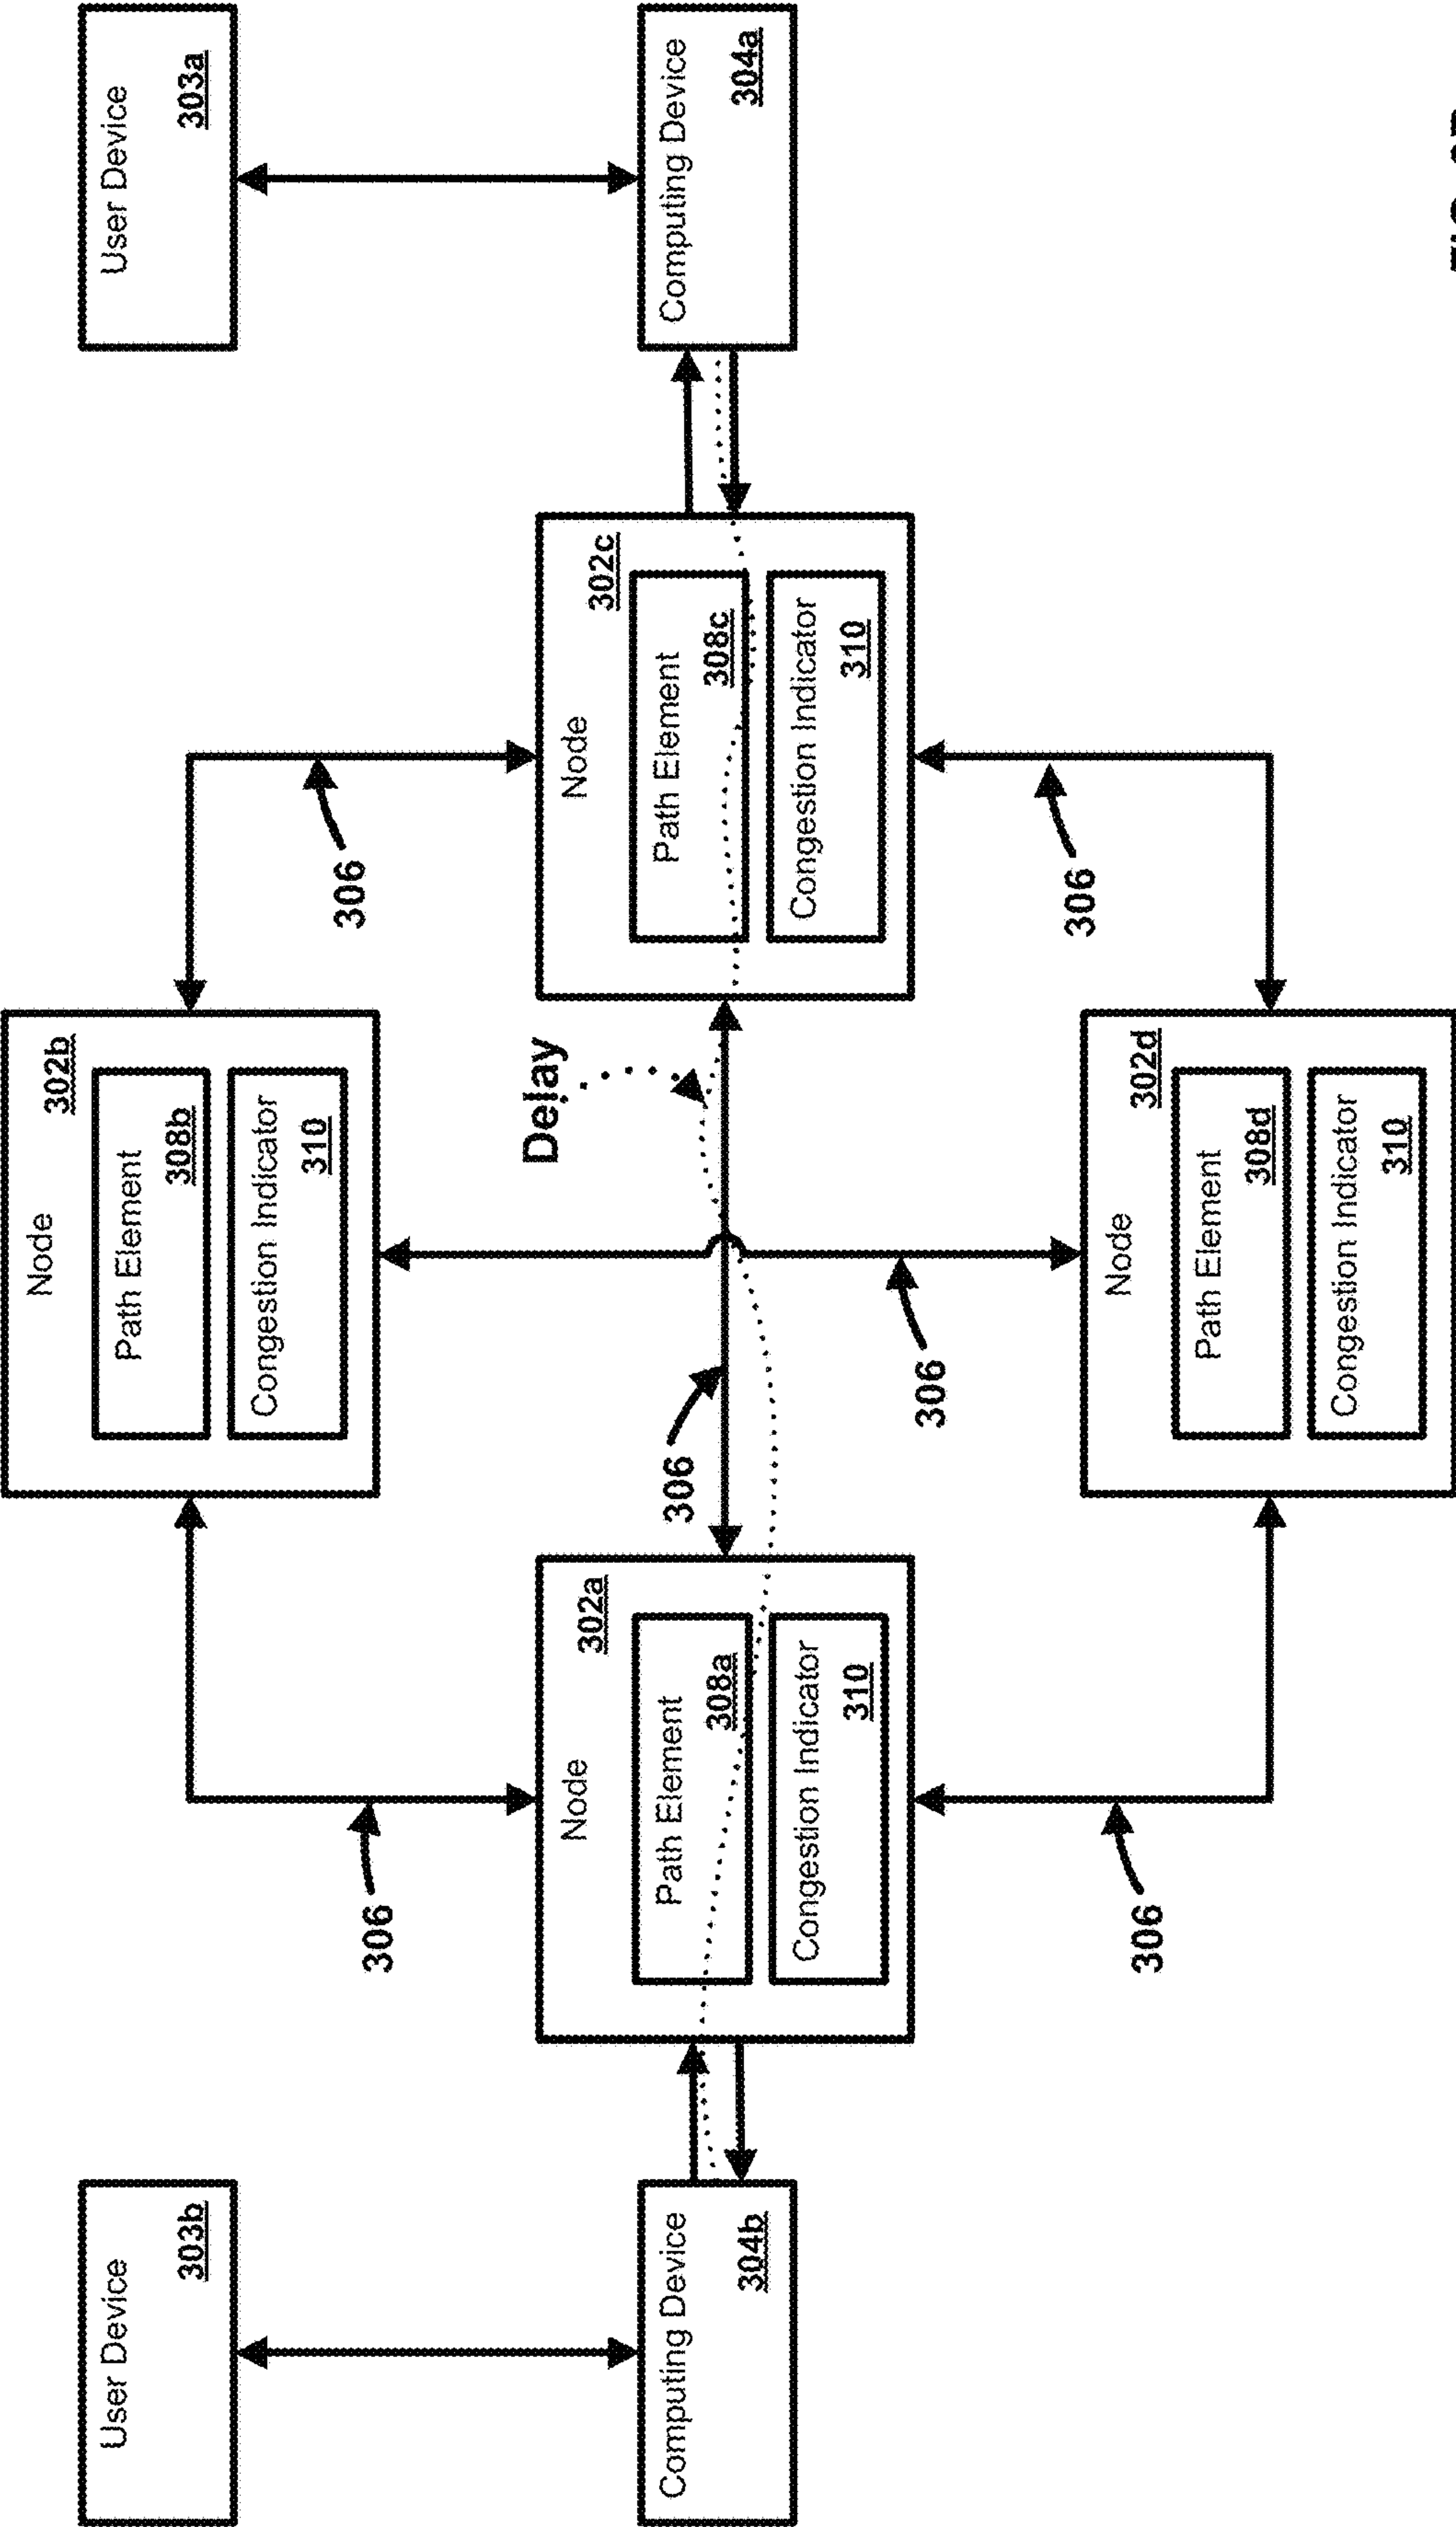 User Device
303b
Computing Device
304b
Node
302a
Path Element
308a
Congestion Indicator
310
Node
302b
Path Element
308b
Congestion Indicator
310
Node
302c
Path Element
308c
Congestion Indicator
310
Node
302d
Path Element
308d
Congestion Indicator
310
User Device
303a
Computing Device
304a
306
306
306
306
306
306
Delay